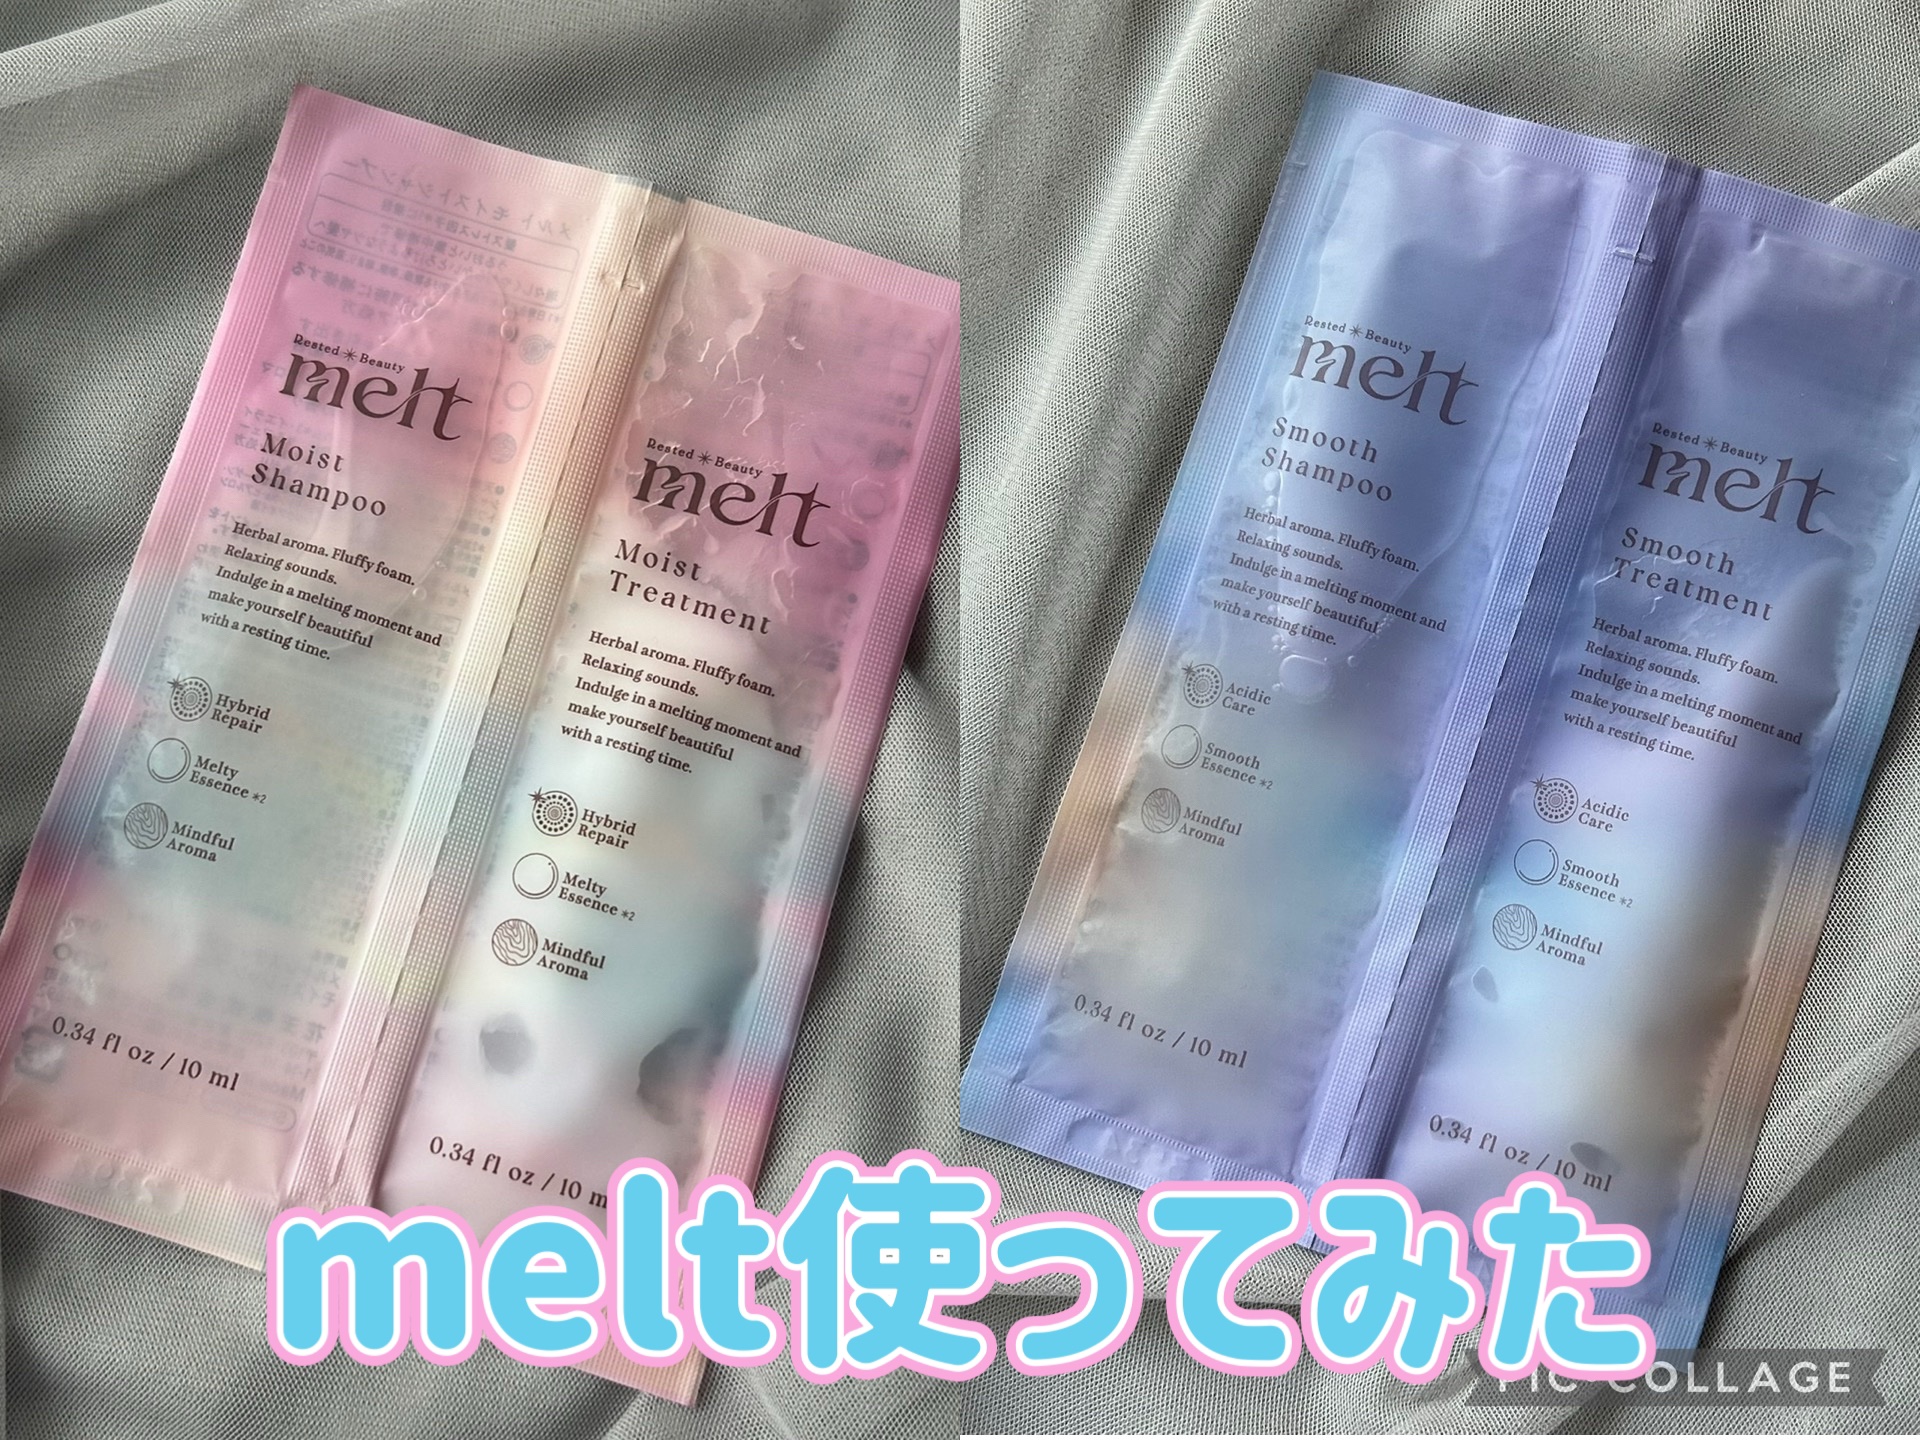 Rested Beauty
melt
Moist
Shampoo
Herbal aroma. Fluffy foam.
Relaxing sounds.
Indulge in a melting moment and
make yourself beautiful
with a resting time.
Hybrid
Repair
Melty
Essence *2
Mindful
Aroma
0.34 fl oz / 10 ml
Rested Beauty
melt
Moist
Treatment
Herbal aroma. Fluffy foam.
Relaxing sounds.
Indulge in a melting moment and
make yourself beautiful
with a resting time.
Hybrid
Repair
Melty
Essence *2
Mindful
Aroma
0.34 fl oz / 10 m
Rested Beauty
melt
Smooth
Shampoo
Herbal aroma. Fluffy foam.
Relaxing sounds.
Indulge in a melting moment and
make yourself beautiful
with a resting time.
Acidic
Care
Smooth
Essence *2
Mindful
Aroma
0.34 fl oz / 10 ml
Rested Beauty
melt
Smooth
Treatment
Herbal aroma. Fluffy foam.
Relaxing sounds.
Indulge in a melting moment and
make yourself beautiful
with a resting time.
Acidic
Care
Smooth
Essence *2
Mindful
Aroma
0.34 fl oz / 10 ml
melt使ってみた
PIC COLLAGE